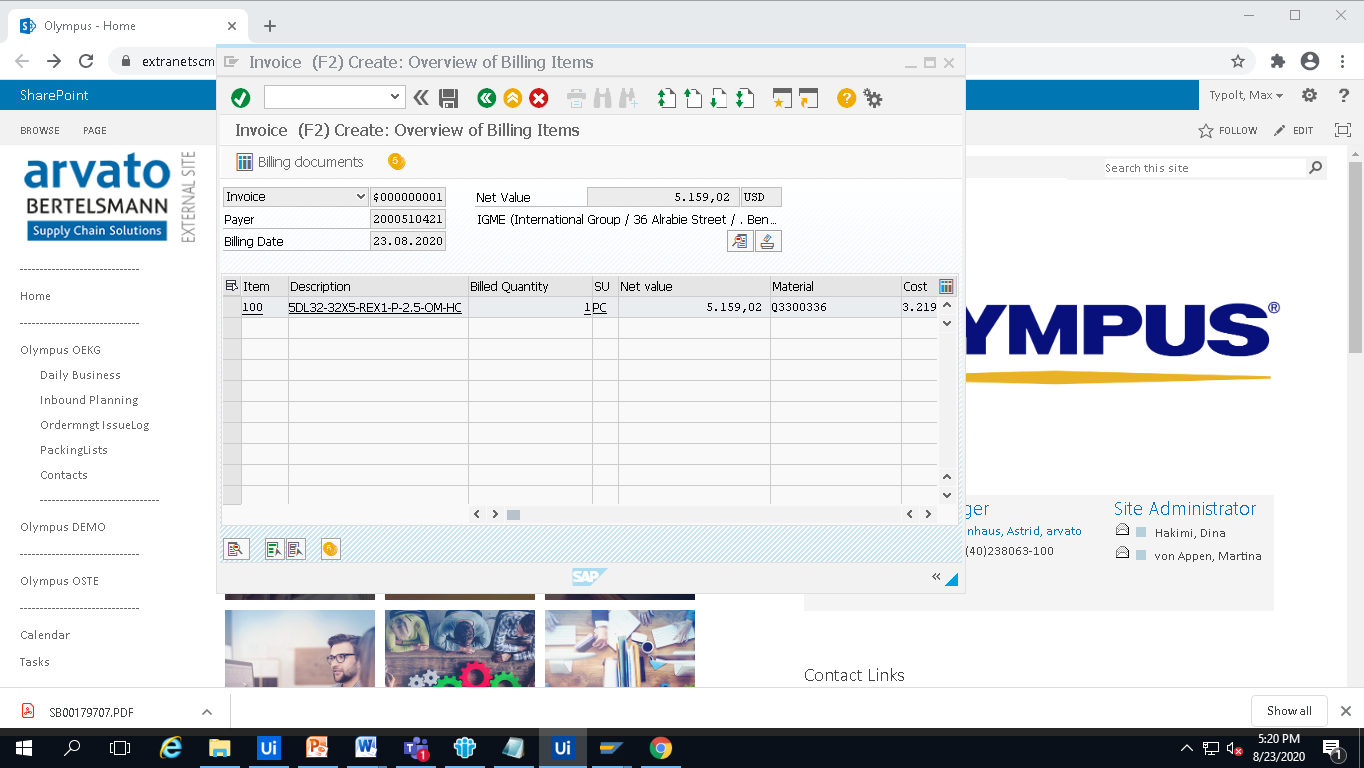 Olympus - Home
extranetscm
SharePoint
Typolt, Max
BROWSE
PAGE
FOLLOW
EDIT
arvato
BERTELSMANN
Supply Chain Solutions
EXTERNAL SITE
Search this site
--------------------------
Home
--------------------------
Olympus OEKG
Daily Business
Inbound Planning
Ordermngt IssueLog
PackingLists
Contacts
--------------------------
Olympus DEMO
--------------------------
Olympus OSTE
--------------------------
Calendar
Tasks
Invoice (F2) Create: Overview of Billing Items
Invoice (F2) Create: Overview of Billing Items
Billing documents
Invoice $000000001 Net Value 5.159,02 USD
Payer 2000510421 IGME (International Group / 36 Alrabie Street / . Ben...
Billing Date 23.08.2020
Item Description Billed Quantity SU Net value Material Cost
100 5DL32-32X5-REX1-P-2.5-OM-HC 1 PC 5.159,02 Q3300336 3.219
SAP
YMPUS®
ger
nhaus, Astrid, arvato
(40)238063-100
Site Administrator
Hakimi, Dina
von Appen, Martina
Contact Links
SB00179707.PDF
Show all
Ui
Ui
1
5:20 PM
8/23/2020
1